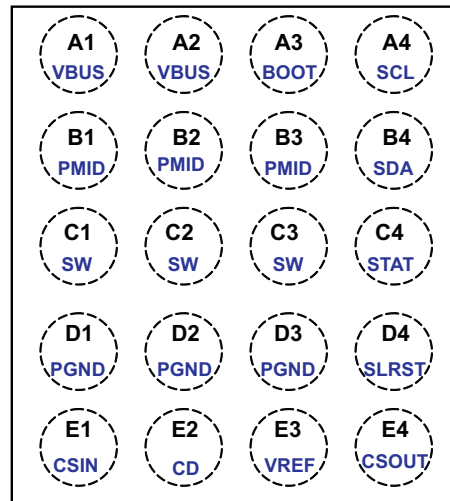 A1 A2 A3 A4
VBUS VBUS BOOT SCL
B1 B2 B3 B4
PMID PMID PMID SDA
C1 C2 C3 C4
SW SW SW STAT
D1 D2 D3 D4
PGND PGND PGND SLRST
E1 E2 E3 E4
CSIN CD VREF CSOUT